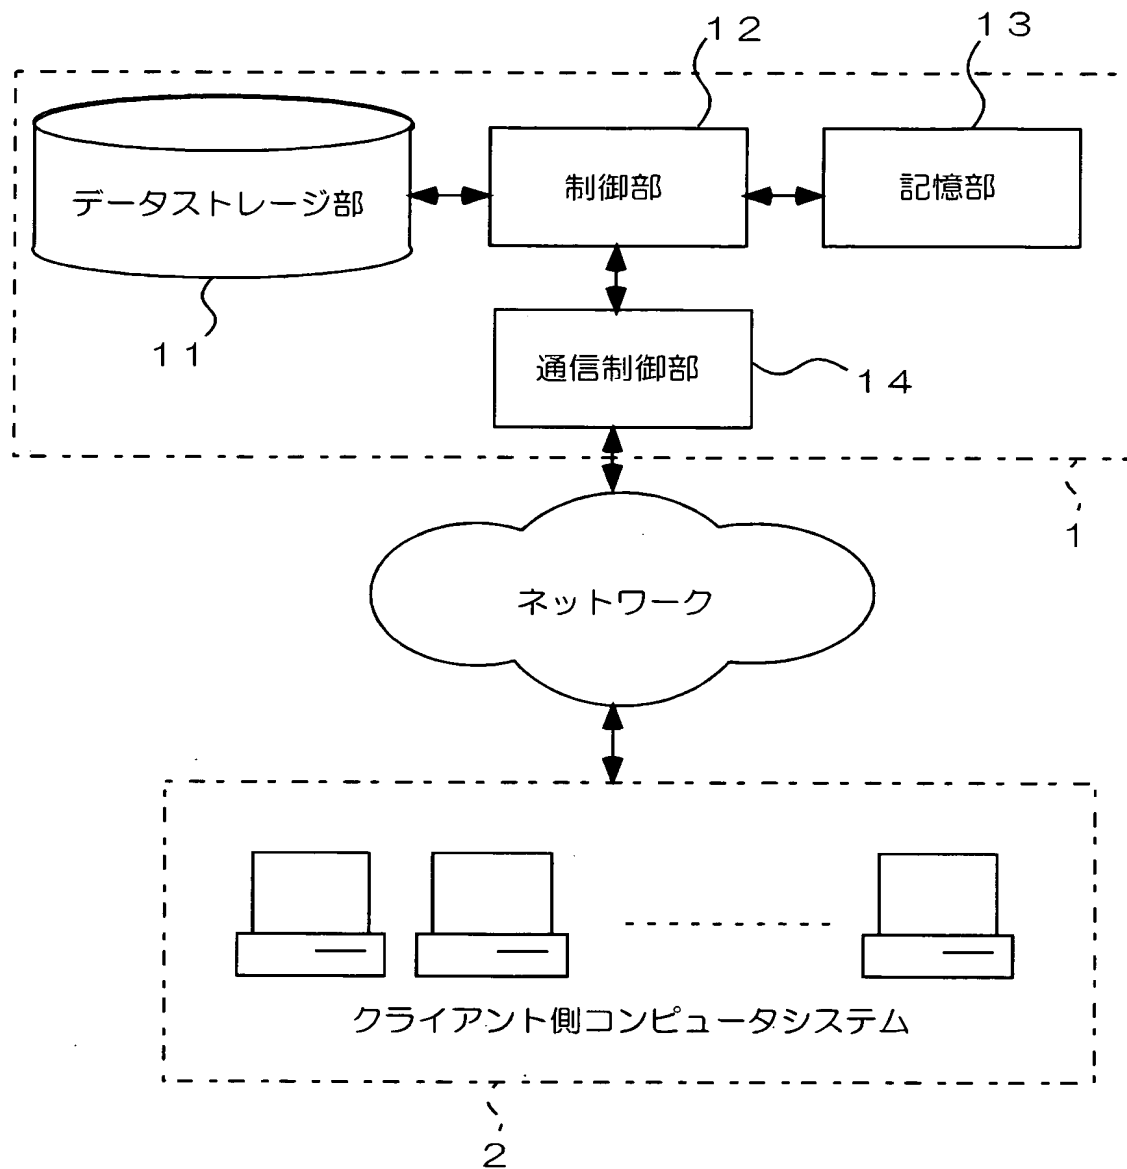 12
13
データストレージ部
制御部
記憶部
11
通信制御部
14
1
ネットワーク
クライアント側コンピュータシステム
2